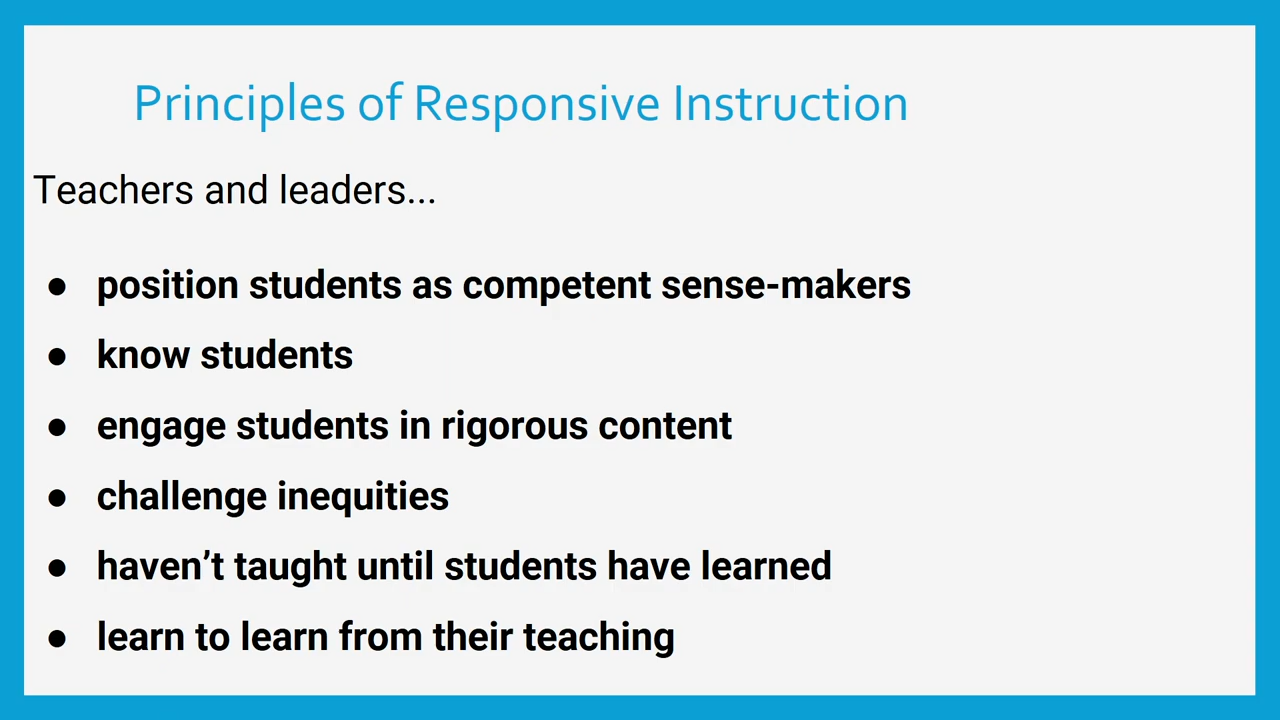 Principles of Responsive Instruction
Teachers and leaders...
● position students as competent sense-makers
● know students
● engage students in rigorous content
● challenge inequities
● haven’t taught until students have learned
● learn to learn from their teaching